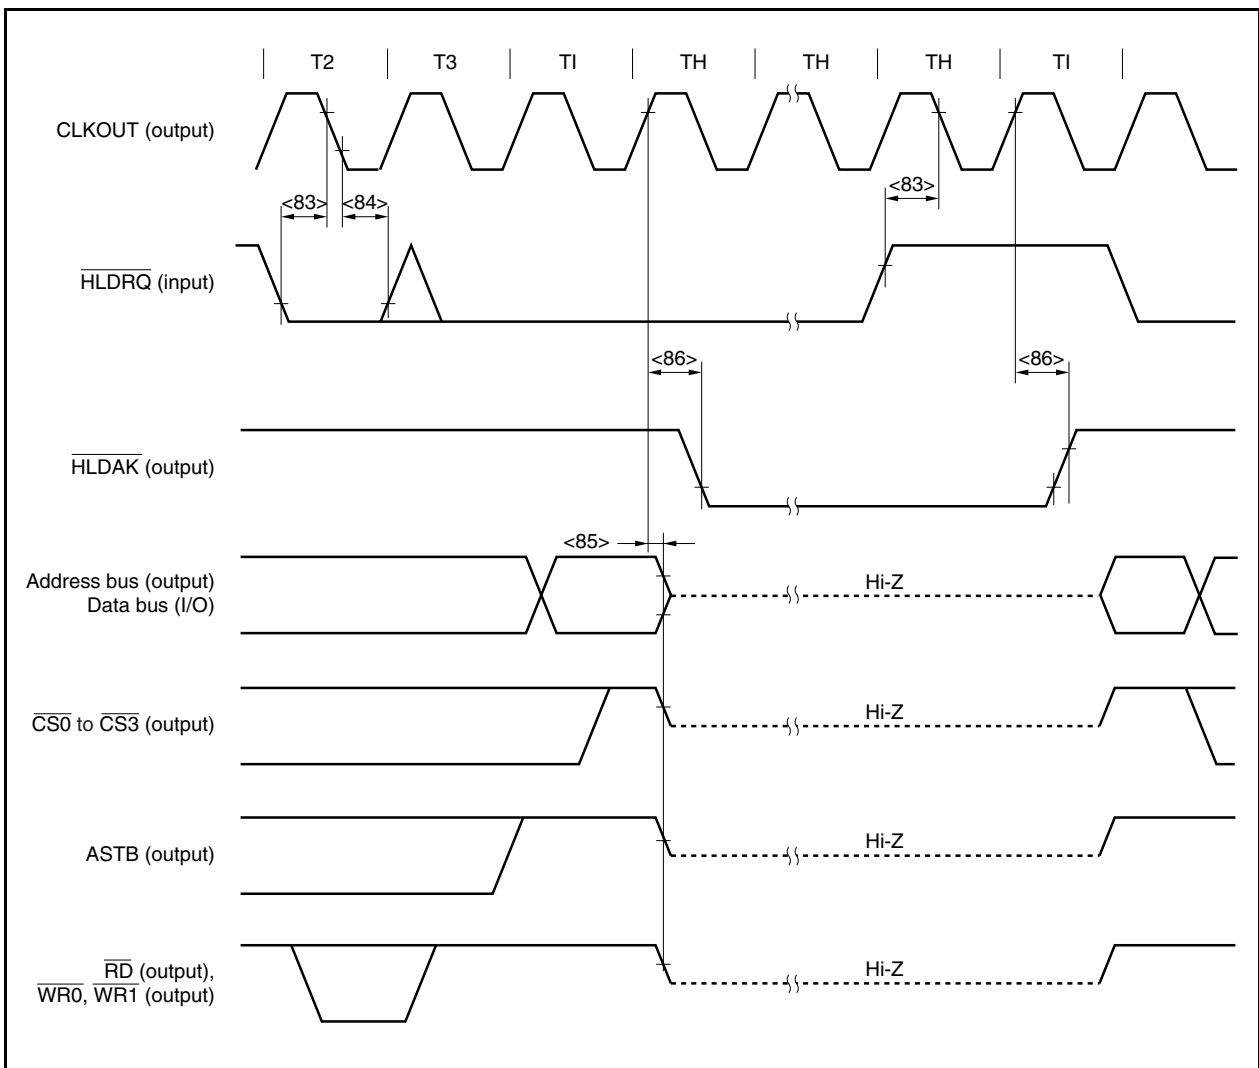 T2 T3 TI TH TH TH TI
CLKOUT (output)
<83> <84> <83>
HLDRQ (input)
<86> <86>
HLDAK (output)
<85>
Address bus (output)
Data bus (I/O)
Hi-Z
CS0 to CS3 (output)
Hi-Z
ASTB (output)
Hi-Z
RD (output),
WR0, WR1 (output)
Hi-Z